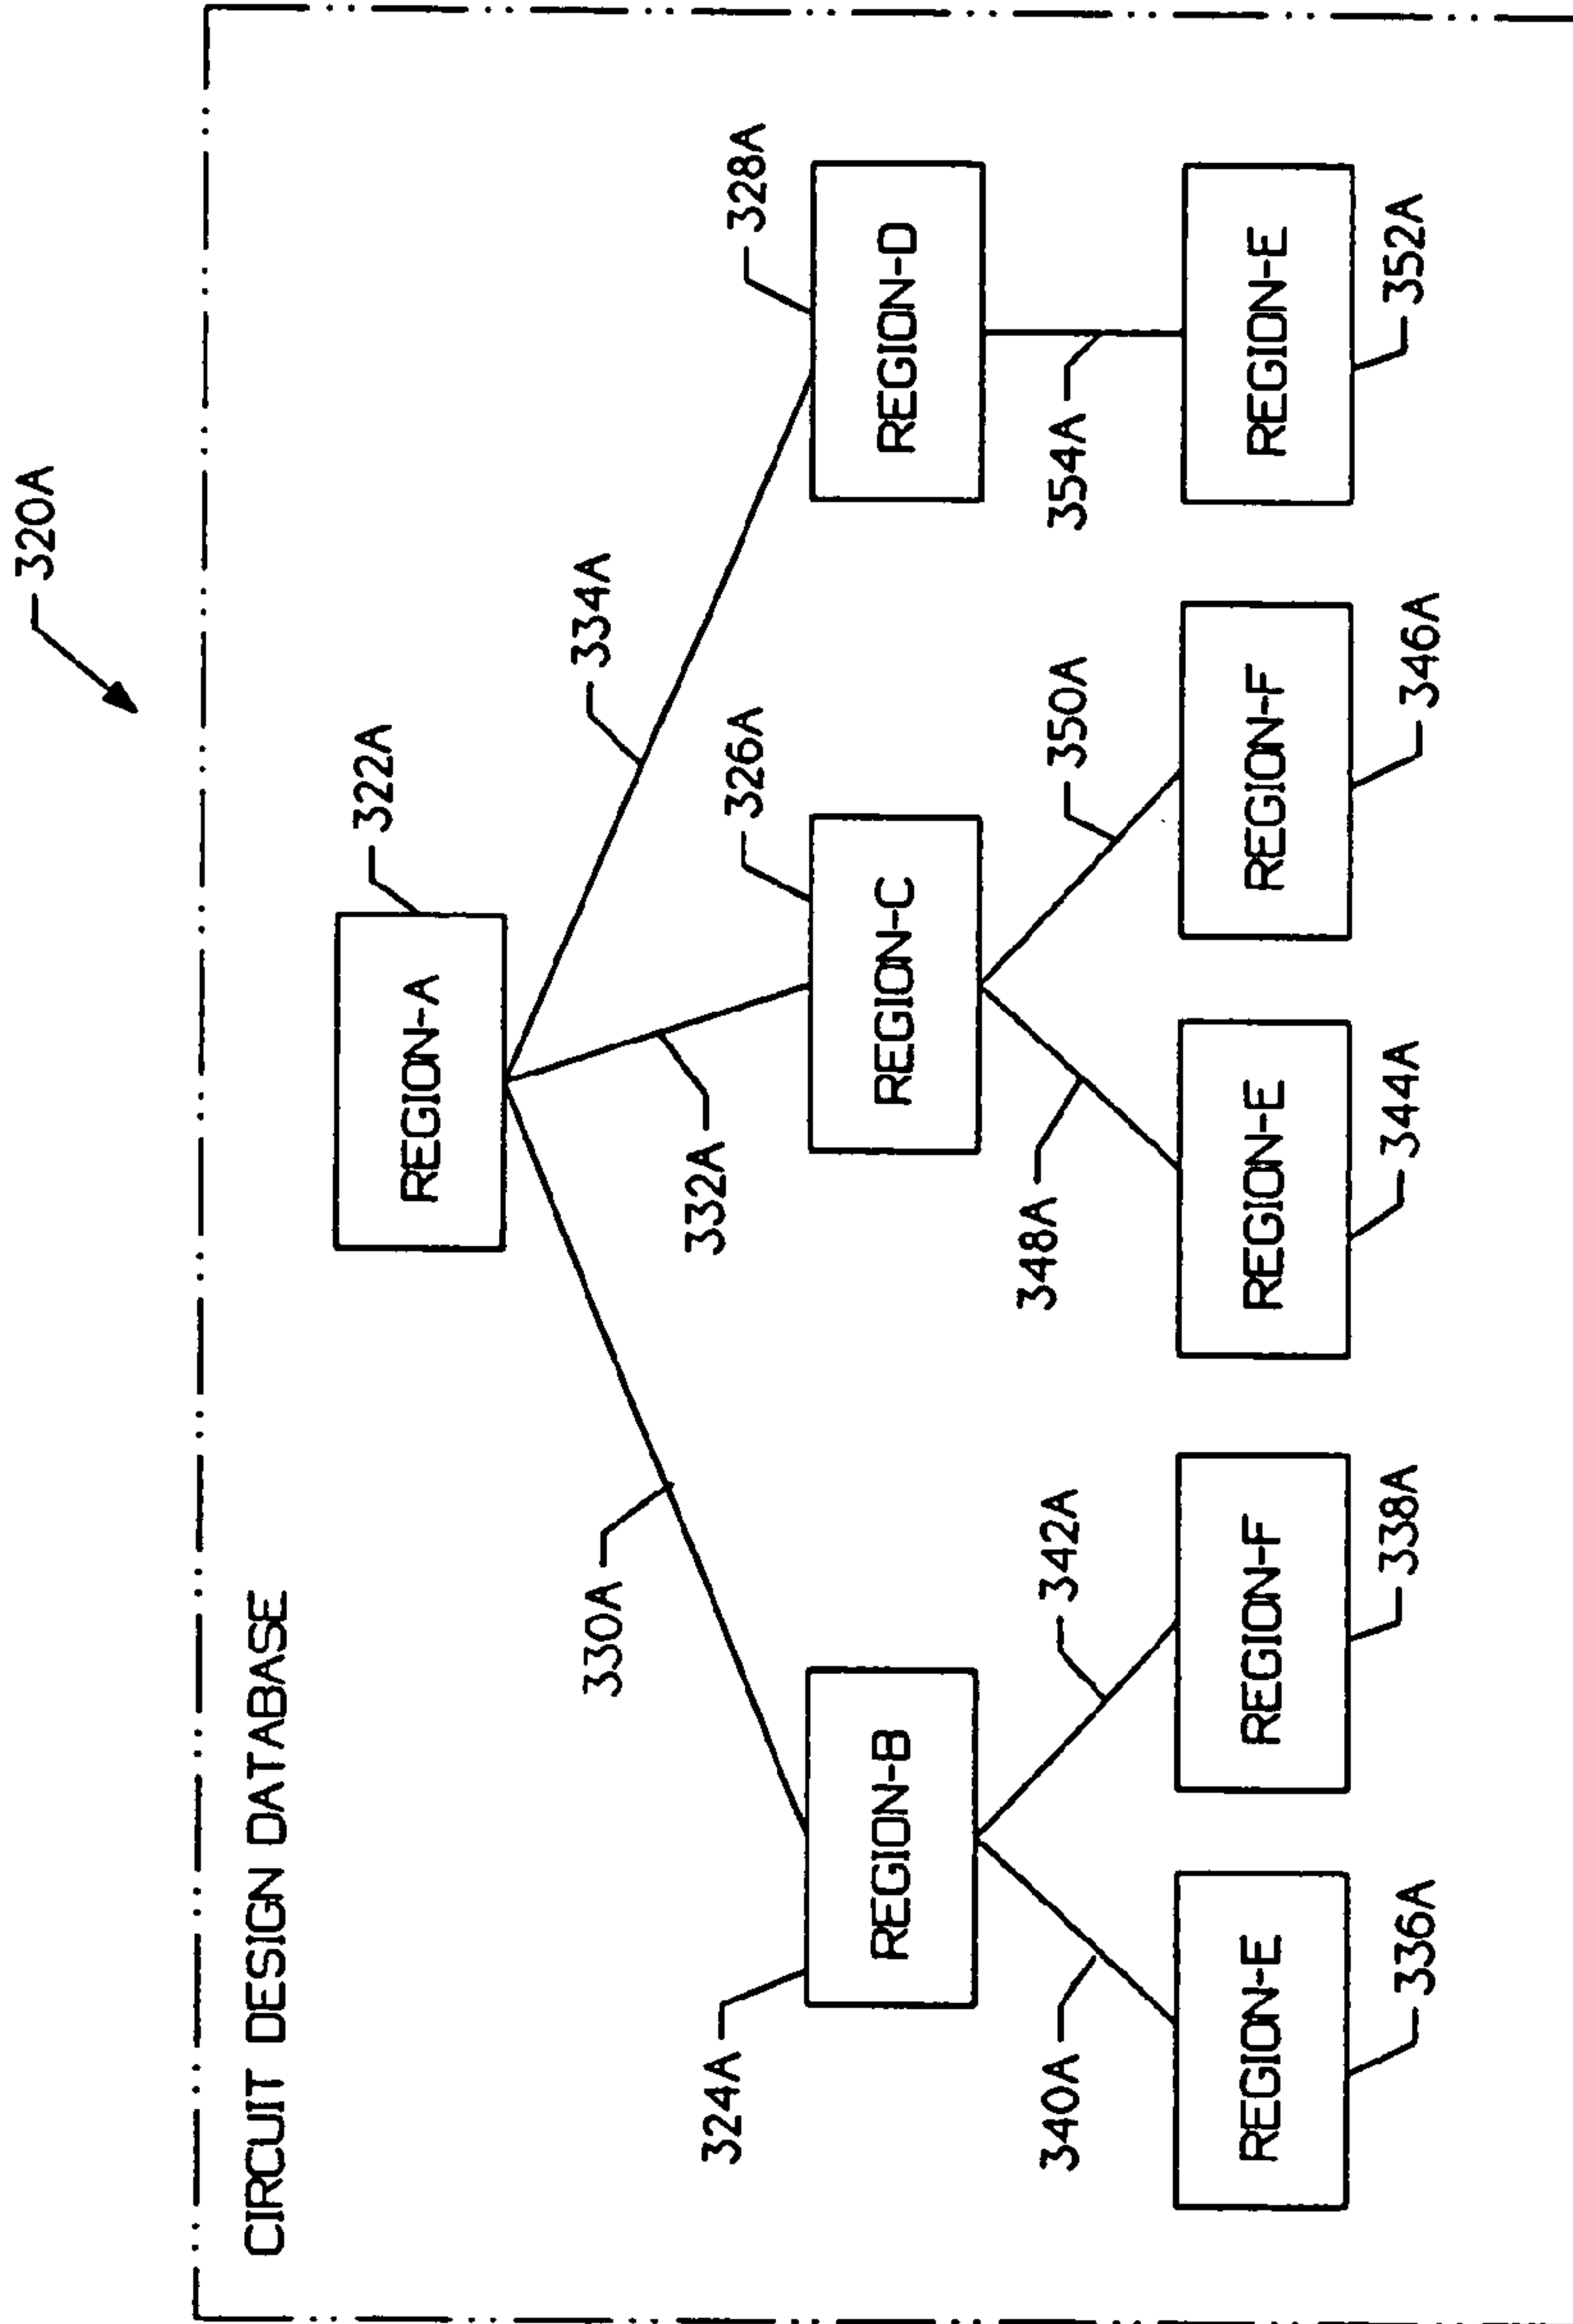 320A
CIRCUIT DESIGN DATABASE
322A
REGION-A
334A
330A
332A
324A
326A
328A
REGION-B
REGION-C
REGION-D
340A
342A
348A
350A
354A
REGION-E
REGION-F
REGION-E
REGION-F
REGION-E
336A
338A
344A
346A
352A